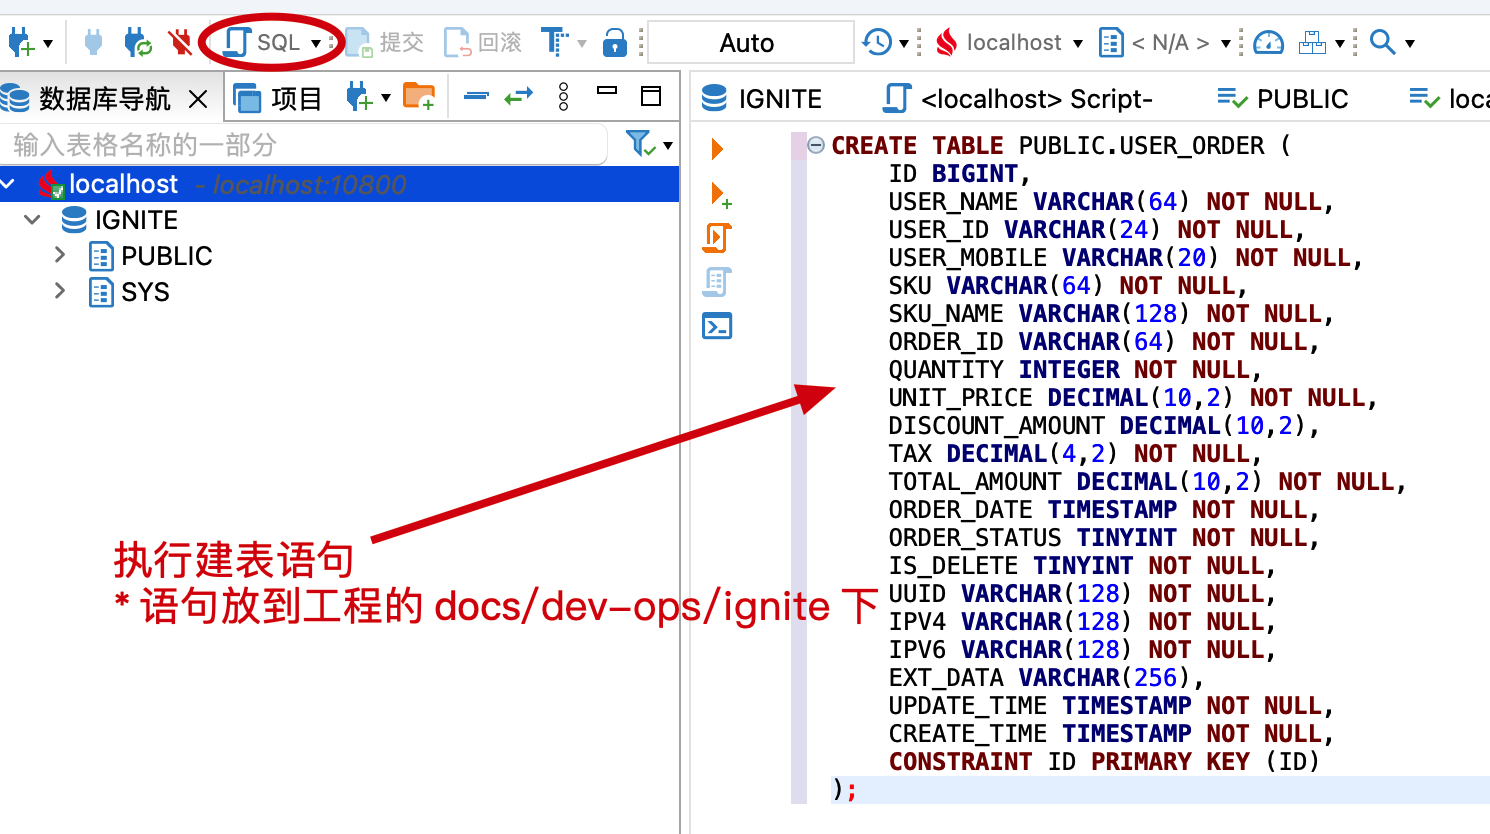 SQL
提交
回滚
Auto
localhost
< N/A >
数据库导航
项目
IGNITE
<localhost> Script-
PUBLIC
loca
输入表格名称的一部分
localhost - localhost:10800
IGNITE
PUBLIC
SYS
CREATE TABLE PUBLIC.USER_ORDER (
ID BIGINT,
USER_NAME VARCHAR(64) NOT NULL,
USER_ID VARCHAR(24) NOT NULL,
USER_MOBILE VARCHAR(20) NOT NULL,
SKU VARCHAR(64) NOT NULL,
SKU_NAME VARCHAR(128) NOT NULL,
ORDER_ID VARCHAR(64) NOT NULL,
QUANTITY INTEGER NOT NULL,
UNIT_PRICE DECIMAL(10,2) NOT NULL,
DISCOUNT_AMOUNT DECIMAL(10,2),
TAX DECIMAL(4,2) NOT NULL,
TOTAL_AMOUNT DECIMAL(10,2) NOT NULL,
ORDER_DATE TIMESTAMP NOT NULL,
ORDER_STATUS TINYINT NOT NULL,
IS_DELETE TINYINT NOT NULL,
UUID VARCHAR(128) NOT NULL,
IPV4 VARCHAR(128) NOT NULL,
IPV6 VARCHAR(128) NOT NULL,
EXT_DATA VARCHAR(256),
UPDATE_TIME TIMESTAMP NOT NULL,
CREATE_TIME TIMESTAMP NOT NULL,
CONSTRAINT ID PRIMARY KEY (ID)
);
执行建表语句
* 语句放到工程的 docs/dev-ops/ignite 下